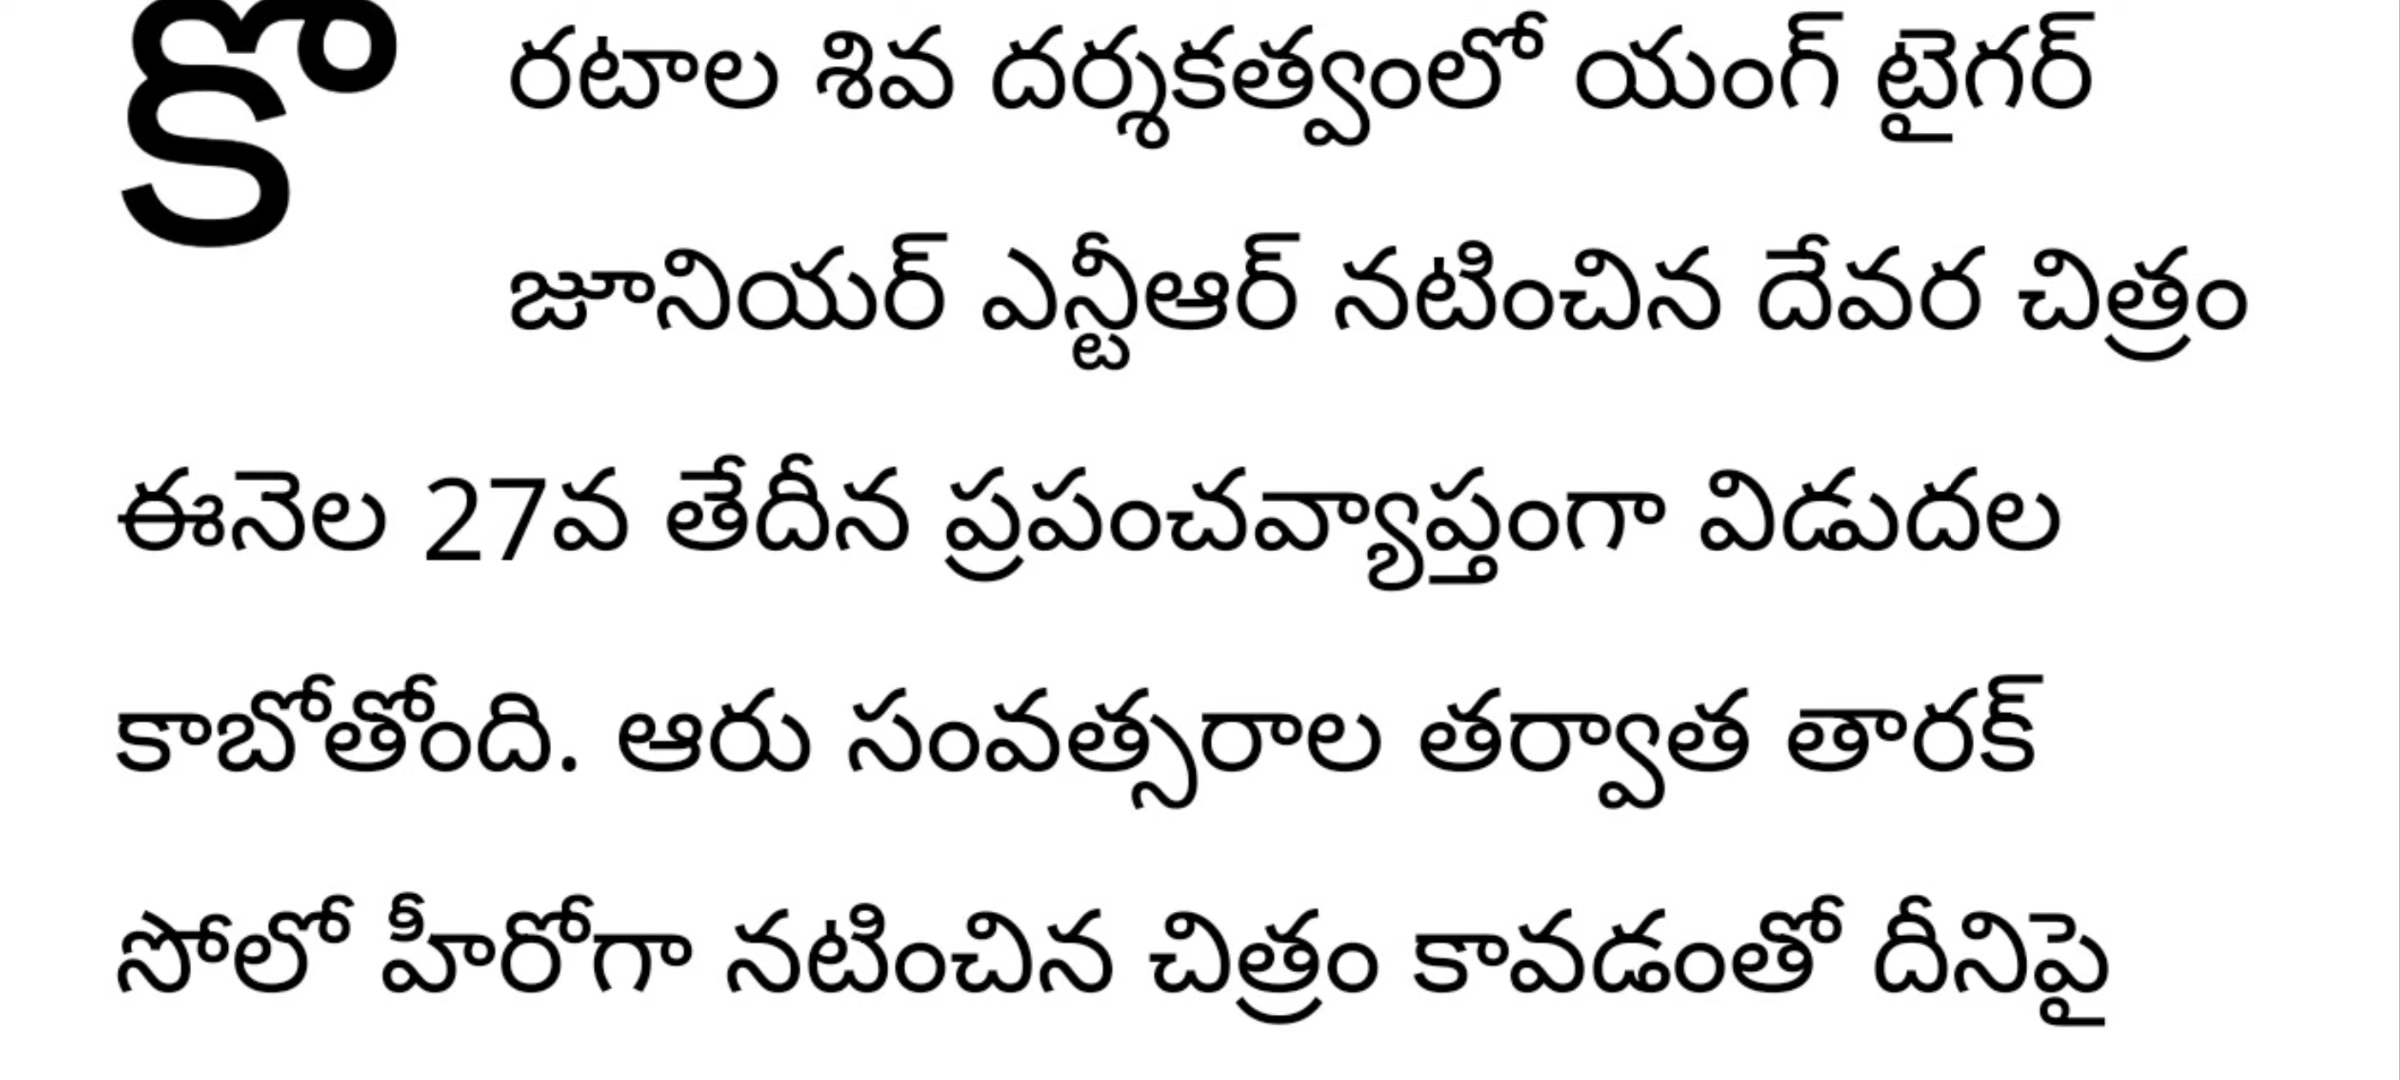 కొరటాల శివ దర్శకత్వంలో యంగ్ టైగర్
జూనియర్ ఎన్టీఆర్ నటించిన దేవర చిత్రం
ఈనెల 27వ తేదీన ప్రపంచవ్యాప్తంగా విడుదల
కాబోతోంది. ఆరు సంవత్సరాల తర్వాత తారక్
సోలో హీరోగా నటించిన చిత్రం కావడంతో దీనిపై